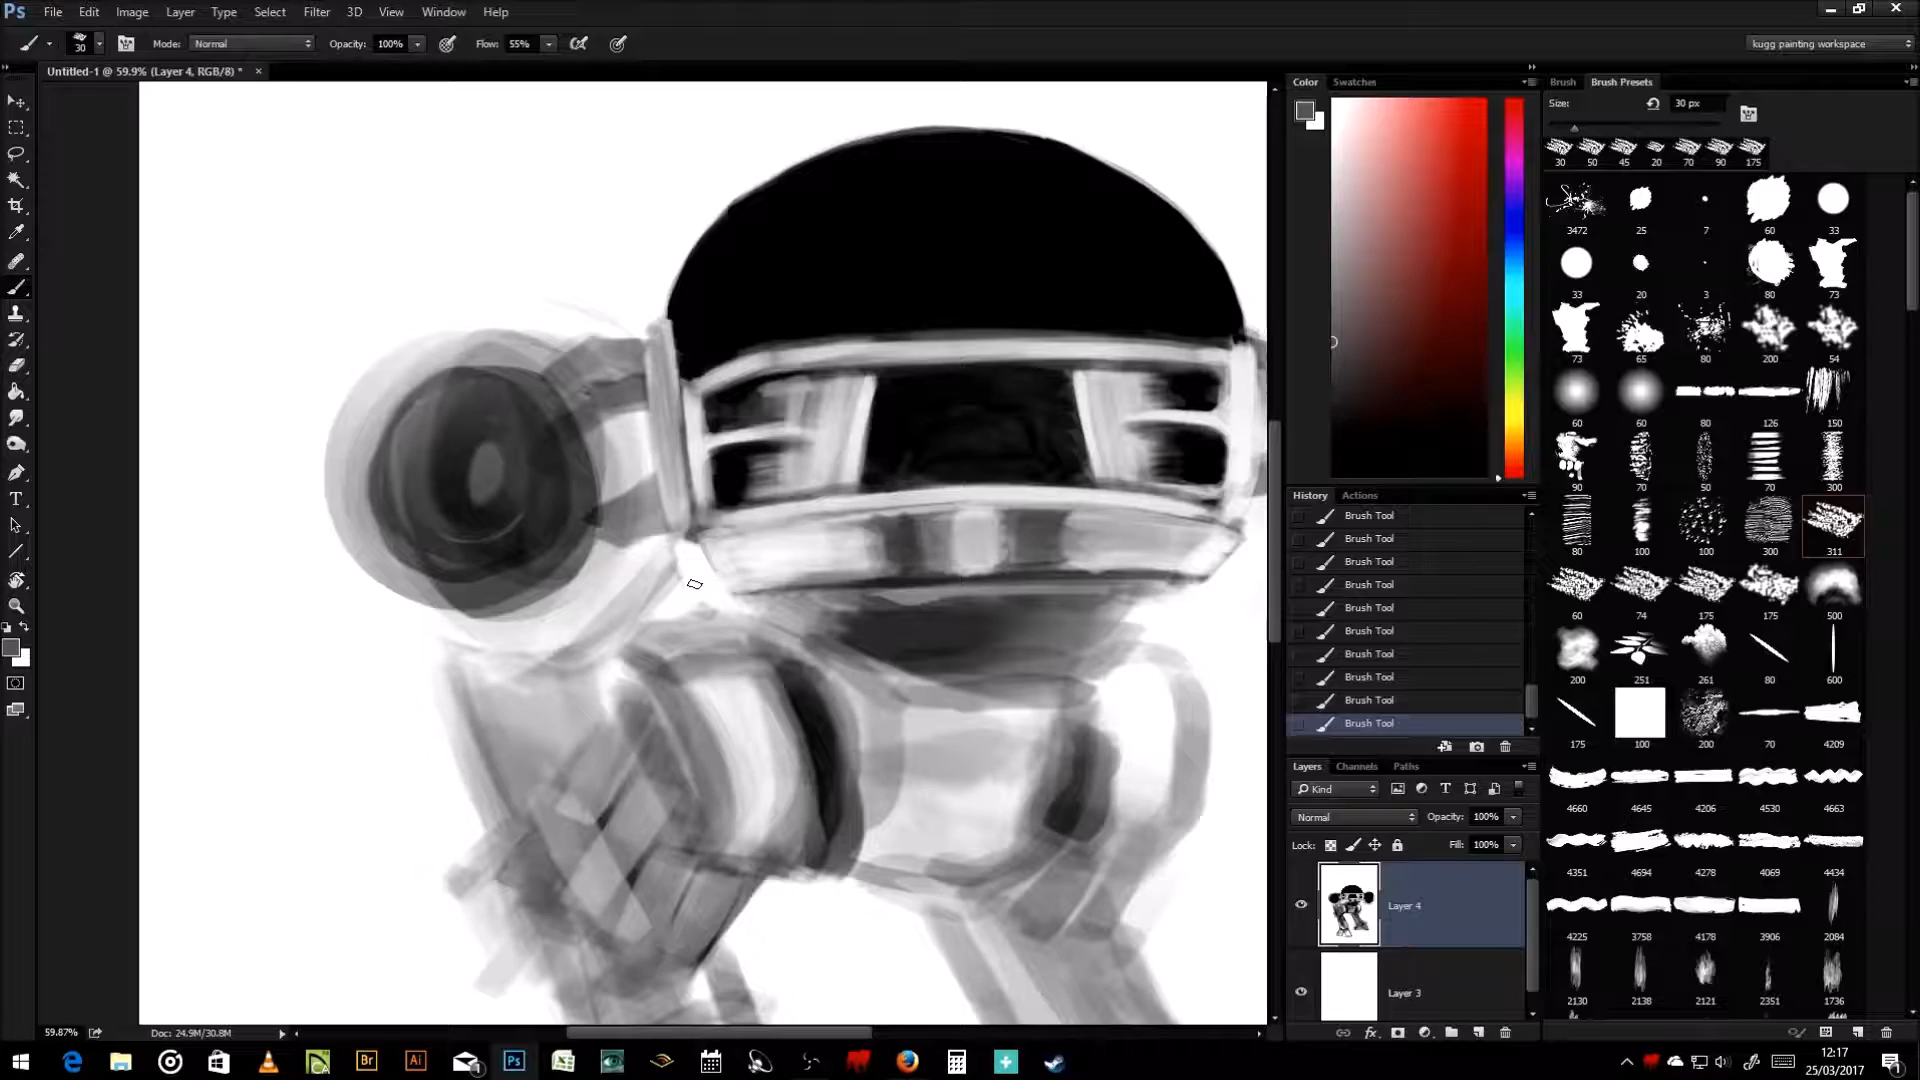 Ps File Edit Image Layer Type Select Filter 3D View Window Help
30 Mode: Normal Opacity: 100% Flow: 55% kugg painting workspace
Untitled-1 @ 59.9% (Layer 4, RGB/8) * ×
Color Swatches
Brush Brush Presets
Size: 30 px
30 50 45 20 70 90 175
3472 25 7 60 33
33 20 3 80 73
73 65 80 200 54
60 60 80 126 150
90 70 50 70 300
80 100 100 300 311
60 74 175 175 500
200 251 261 80 600
175 100 200 70 4209
4660 4645 4206 4530 4663
4351 4694 4278 4069 4434
4225 3758 4178 3906 2084
2130 2138 2121 2351 1736
History Actions
Brush Tool
Brush Tool
Brush Tool
Brush Tool
Brush Tool
Brush Tool
Brush Tool
Brush Tool
Brush Tool
Brush Tool
Layers Channels Paths
Kind
Normal Opacity: 100%
Lock: Fill: 100%
Layer 4
Layer 3
59.87% Doc: 24.9M/30.8M
Br Ai Ps
12:17
25/03/2017